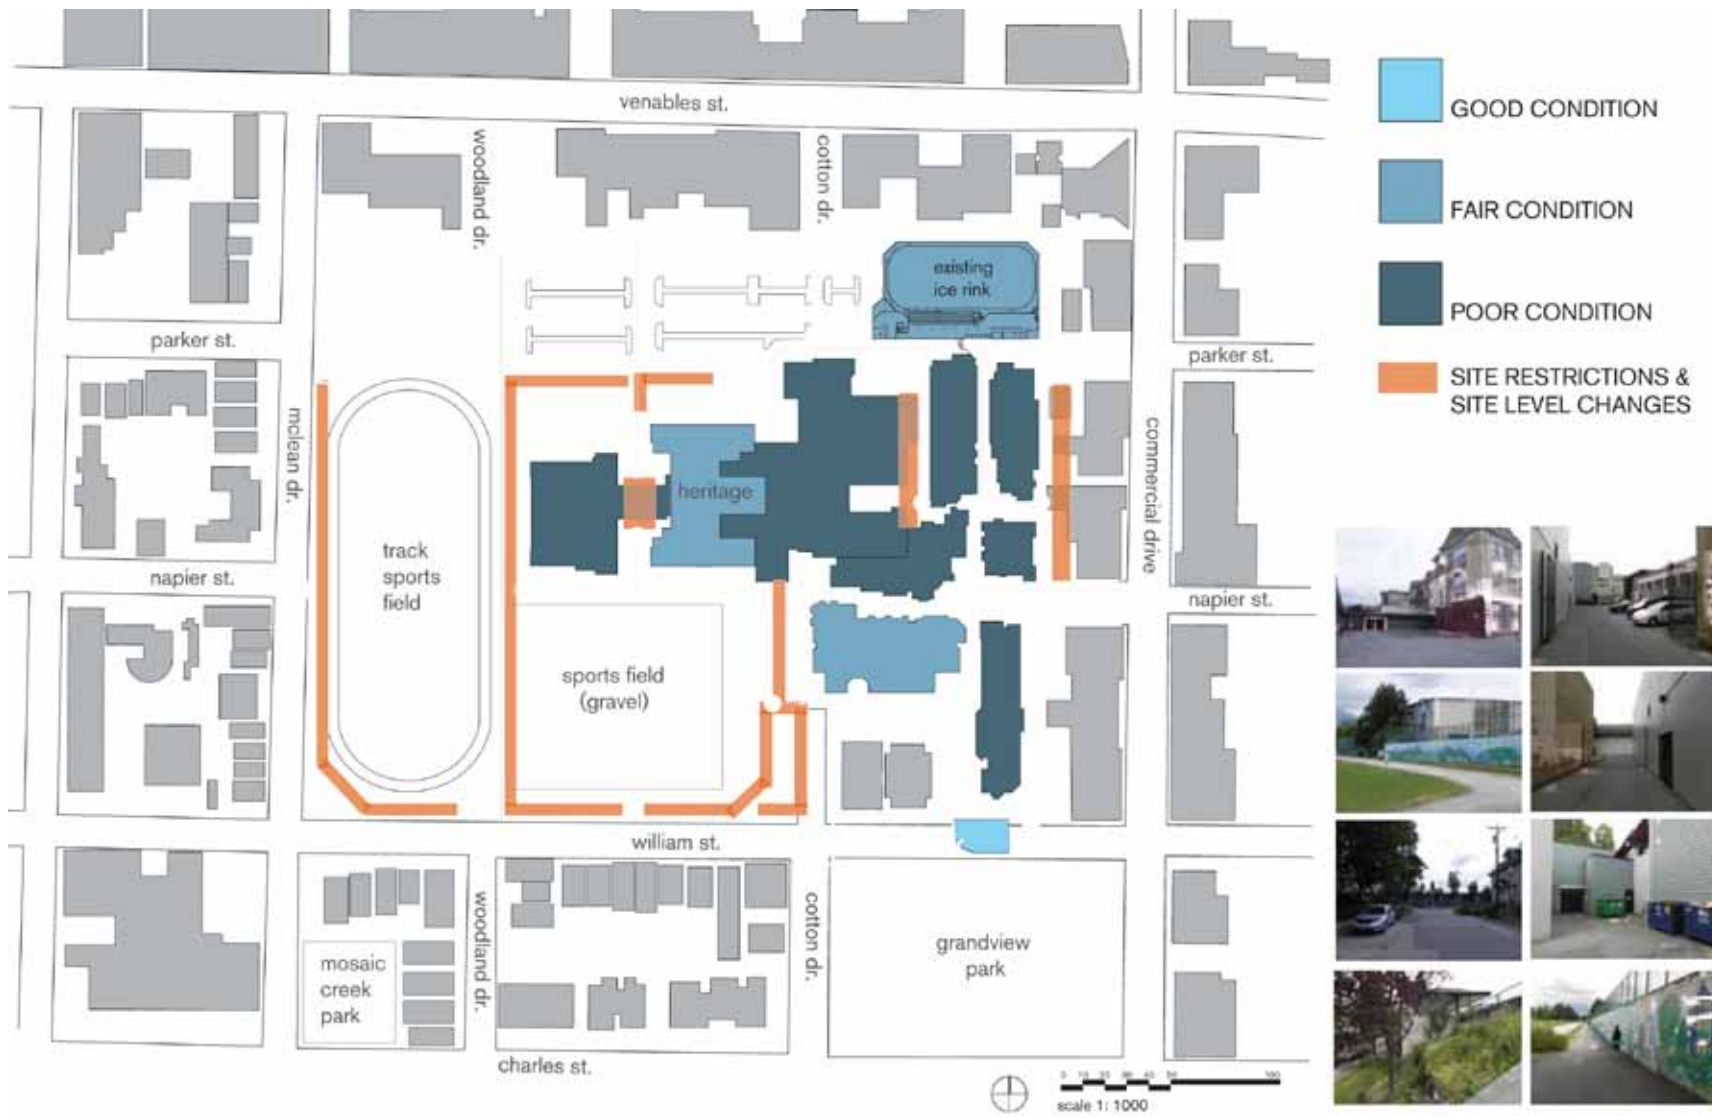 venables st.
woodland dr.
cotton dr.
existing
ice rink
parker st.
parker st.
mclean dr.
heritage
commercial drive
track
sports
field
napier st.
napier st.
sports field
(gravel)
william st.
woodland dr.
cotton dr.
mosaic
creek
park
grandview
park
charles st.
scale 1: 1000
GOOD CONDITION
FAIR CONDITION
POOR CONDITION
SITE RESTRICTIONS &
SITE LEVEL CHANGES